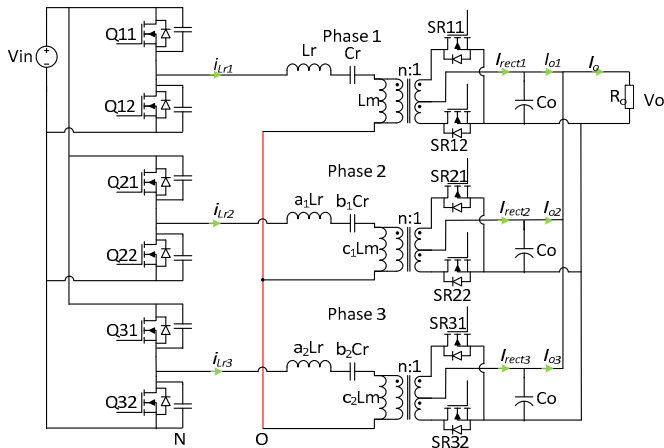 Phase 1
SR11
Q11
Lr
Cr
Vin
iLr1
n:1
Irect1
Io1
Io
Lm
Co
Ro
Vo
Q12
SR12
Phase 2
SR21
Q21
a1Lr
b1Cr
iLr2
n:1
Irect2
Io2
c1Lm
Co
Q22
SR22
Phase 3
SR31
Q31
a2Lr
b2Cr
iLr3
n:1
Irect3
Io3
c2Lm
Co
Q32
N
O
SR32